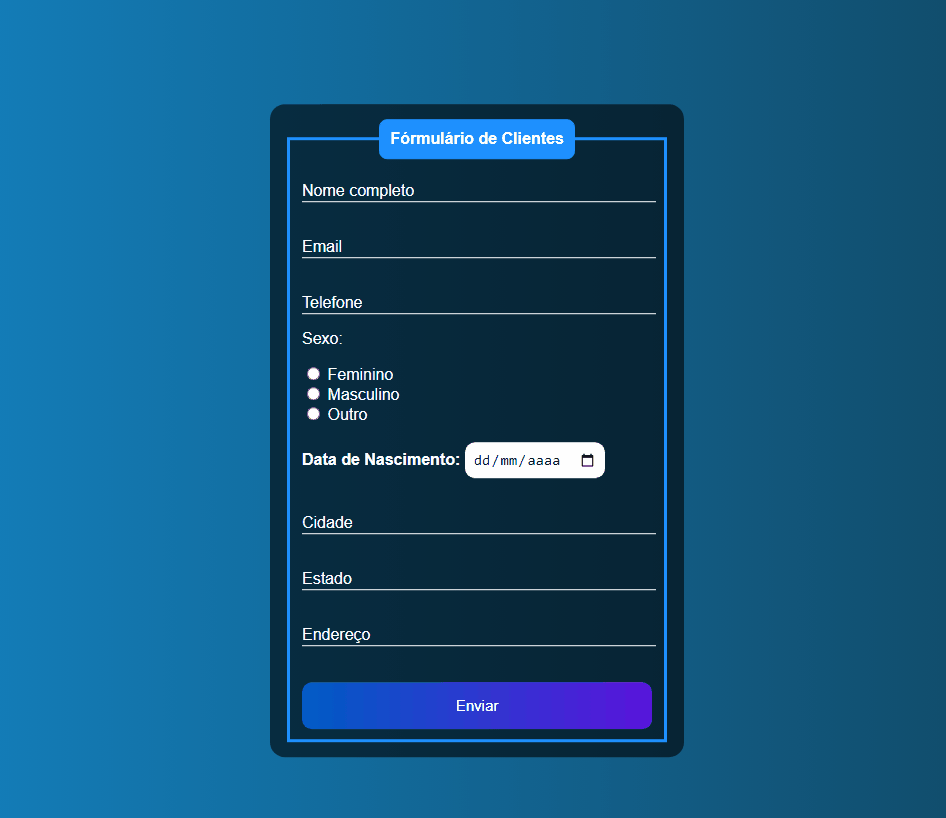 Fórmulário de Clientes
Nome completo
Email
Telefone
Sexo:
Feminino
Masculino
Outro
Data de Nascimento: dd/mm/aaaa
Cidade
Estado
Endereço
Enviar